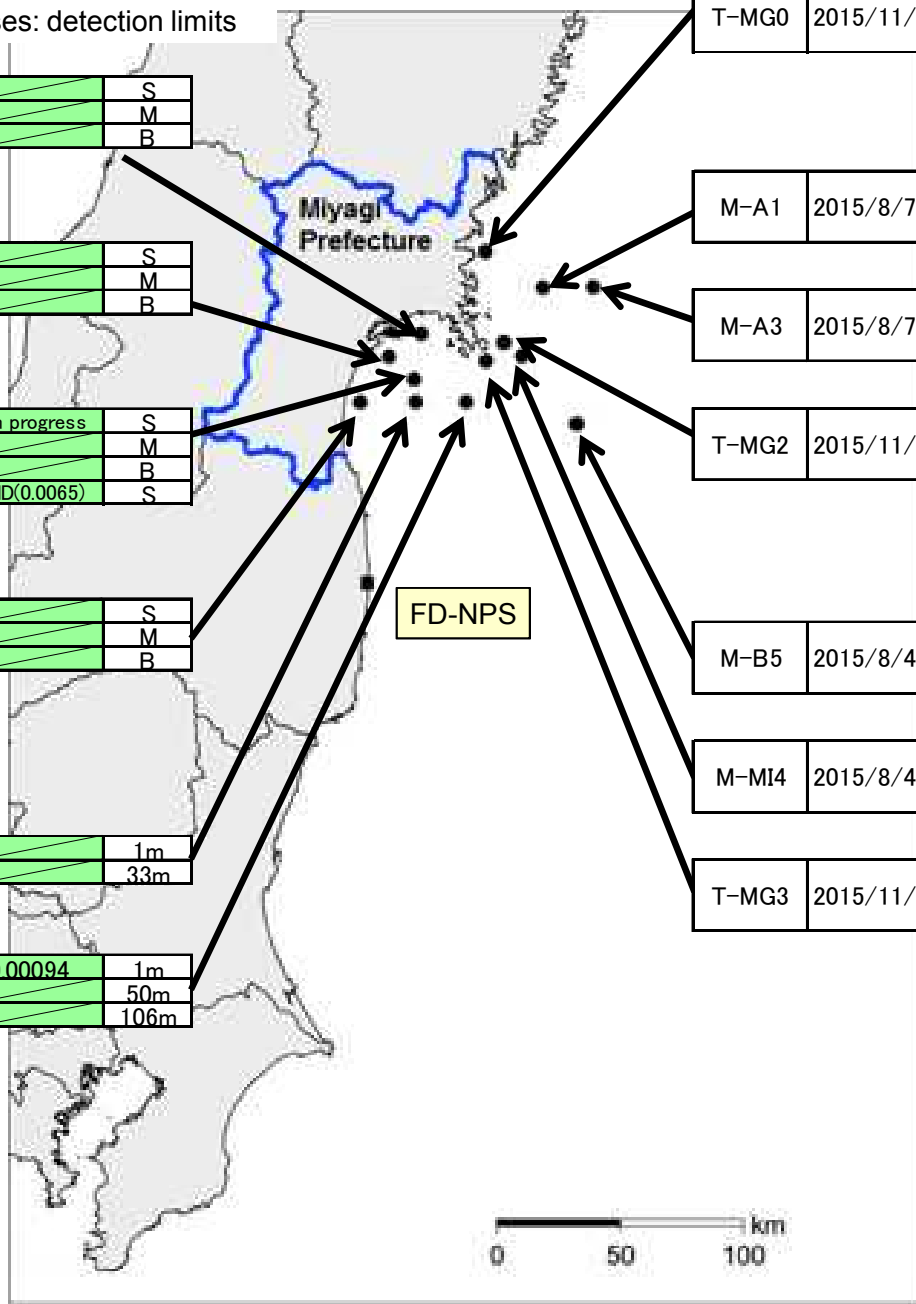 ses: detection limits
T-MG0 2015/11/
S
M
B
M-A1 2015/8/7
Miyagi
Prefecture
S
M
B
M-A3 2015/8/7
progress S
M
B
D(0.0065) S
T-MG2 2015/11/
S
M
B
FD-NPS
M-B5 2015/8/4
M-MI4 2015/8/4
1m
33m
T-MG3 2015/11/
.00094 1m
50m
106m
km
0 50 100